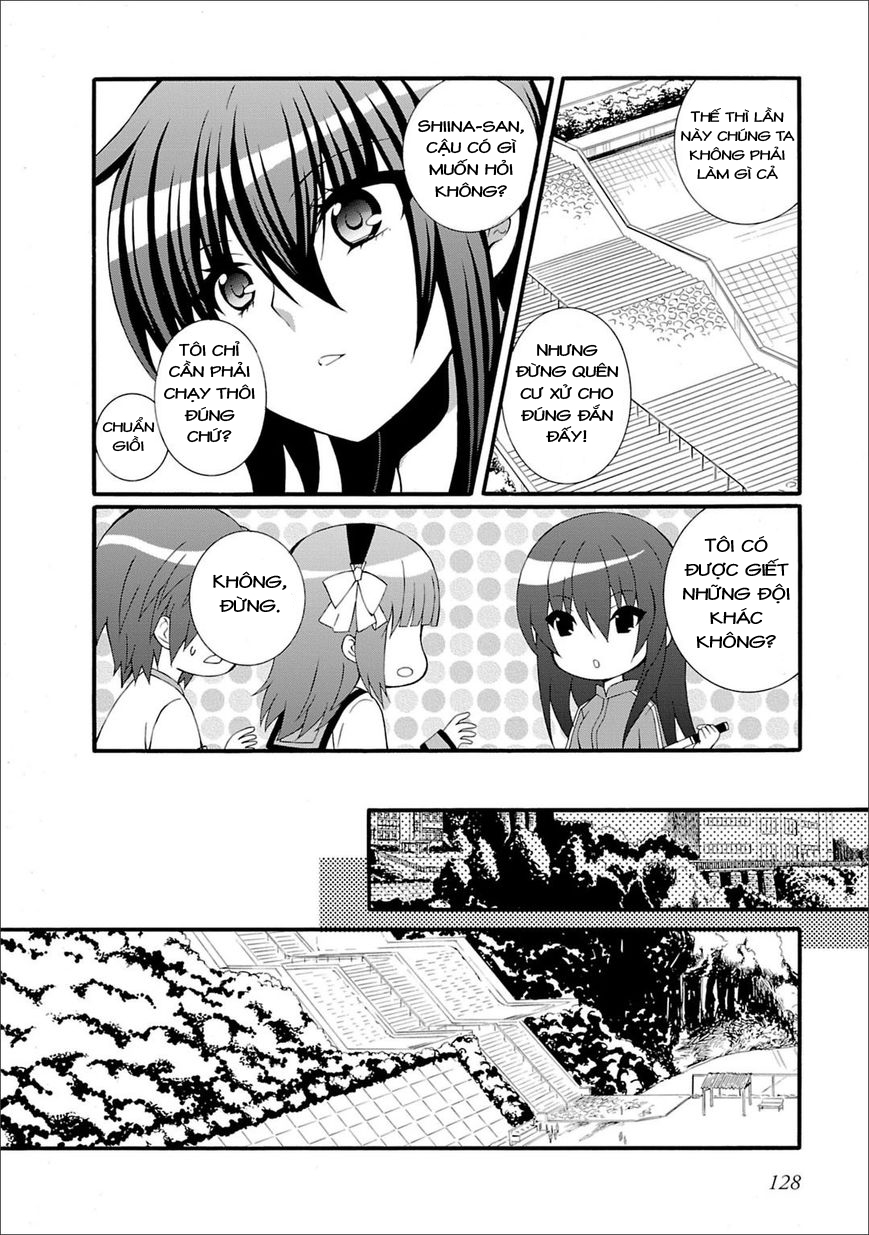 THẾ THÌ LẦN
NÀY CHÚNG TA
KHÔNG PHẢI
LÀM GÌ CẢ
NHƯNG
ĐỪNG QUÊN
CƯ XỬ CHO
ĐÚNG ĐẮN
ĐẤY!
SHIINA-SAN,
CẬU CÓ GÌ
MUỐN HỎI
KHÔNG?
TÔI CHỈ
CẦN PHẢI
CHẠY THÔI
ĐÚNG
CHỨ?
CHUẨN
GIỒI
TÔI CÓ
ĐƯỢC GIẾT
NHỮNG ĐỘI
KHÁC
KHÔNG?
KHÔNG,
ĐỪNG.
128